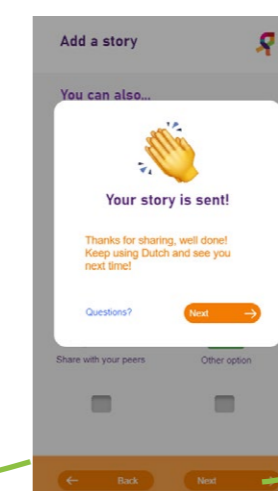 Add a story
You can also...
Your story is sent!
Thanks for sharing, well done!
Keep using Dutch and see you
next time!
Questions?
Next
Share with your peers
Other option
Back
Next